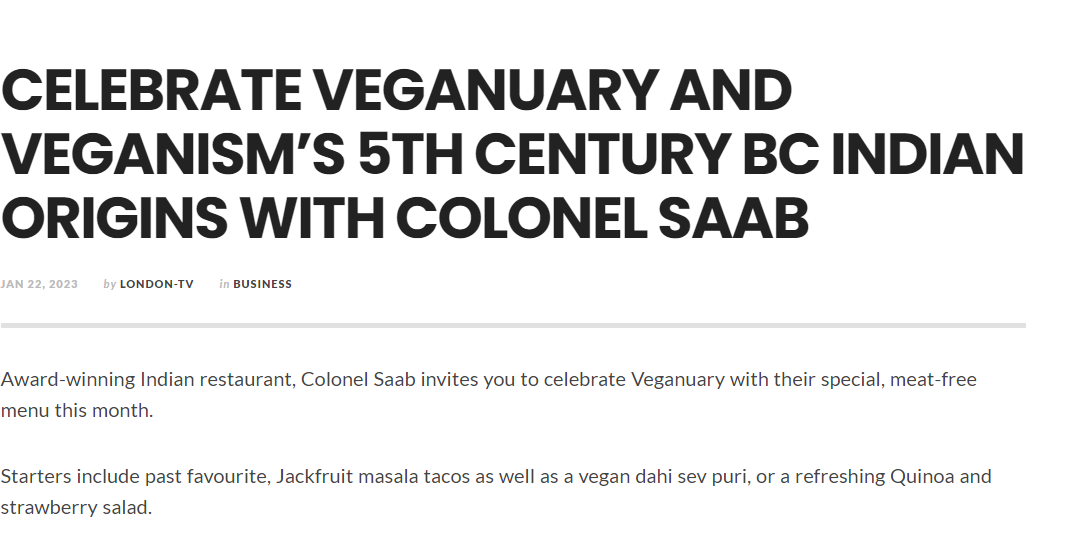 CELEBRATE VEGANUARY AND
VEGANISM’S 5TH CENTURY BC INDIAN
ORIGINS WITH COLONEL SAAB
JAN 22, 2023 by LONDON-TV in BUSINESS
Award-winning Indian restaurant, Colonel Saab invites you to celebrate Veganuary with their special, meat-free
menu this month.
Starters include past favourite, Jackfruit masala tacos as well as a vegan dahi sev puri, or a refreshing Quinoa and
strawberry salad.